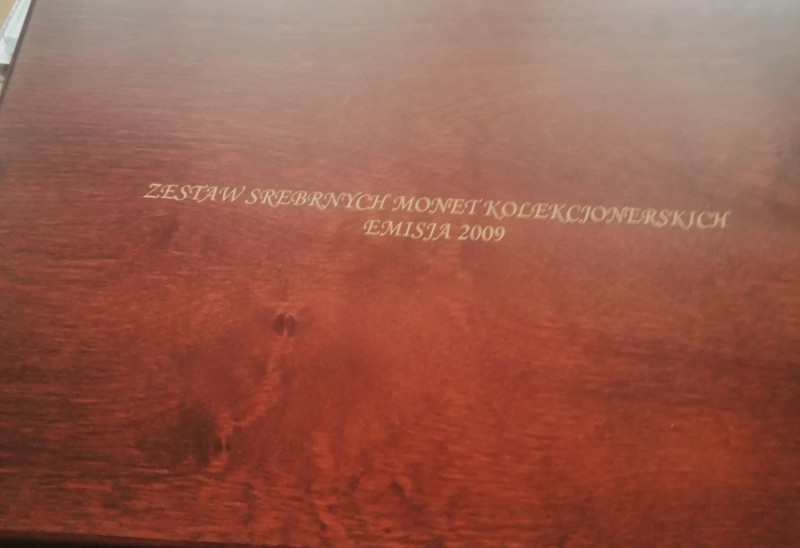 ZESTAW SREBRNYCH MONET KOLEKCJONERSKICH
EMISJA 2009